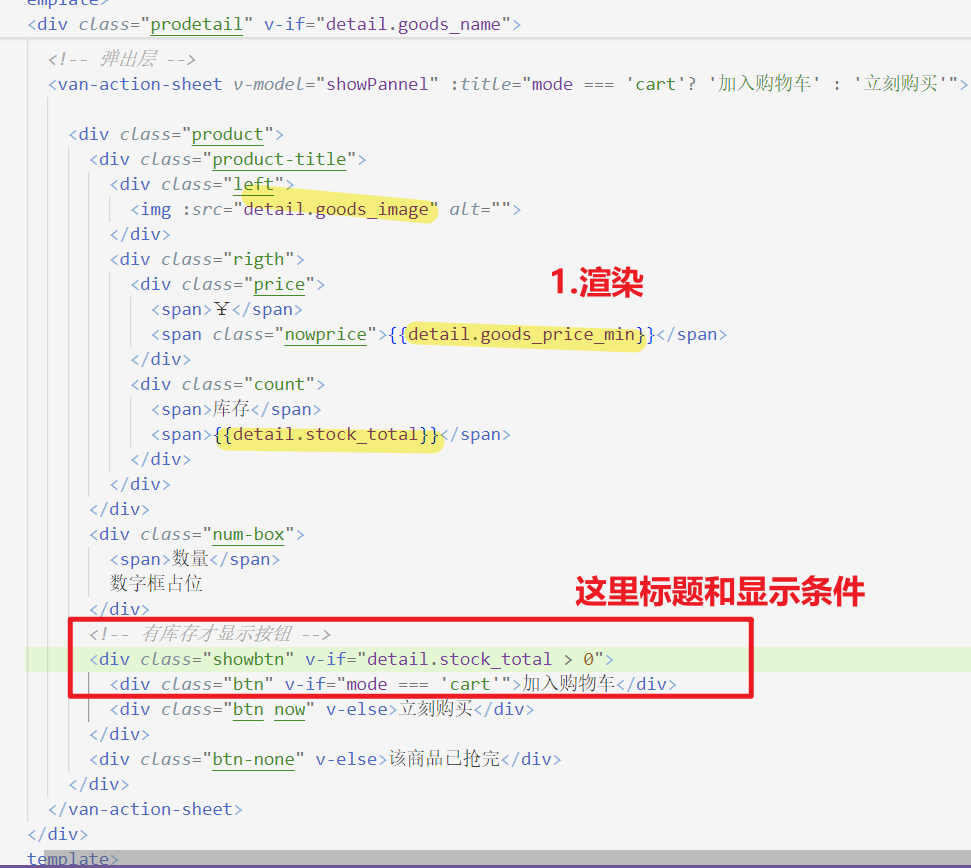 emplate>
<div class="prodetail" v-if="detail.goods_name">
<!-- 弹出层 -->
<van-action-sheet v-model="showPannel" :title="mode === 'cart'? '加入购物车' : '立刻购买'">
<div class="product">
<div class="product-title">
<div class="left">
<img :src="detail.goods_image" alt="">
</div>
<div class="rigth">
1.渲染
<div class="price">
<span>¥</span>
<span class="nowprice">{{detail.goods_price_min}}</span>
</div>
<div class="count">
<span>库存</span>
<span>{{detail.stock_total}}</span>
</div>
</div>
</div>
<div class="num-box">
<span>数量</span>
数字框占位
这里标题和显示条件
</div>
<!-- 有库存才显示按钮 -->
<div class="showbtn" v-if="detail.stock_total > 0">
<div class="btn" v-if="mode === 'cart'">加入购物车</div>
<div class="btn now" v-else>立刻购买</div>
</div>
<div class="btn-none" v-else>该商品已抢完</div>
</div>
</van-action-sheet>
</div>
template>